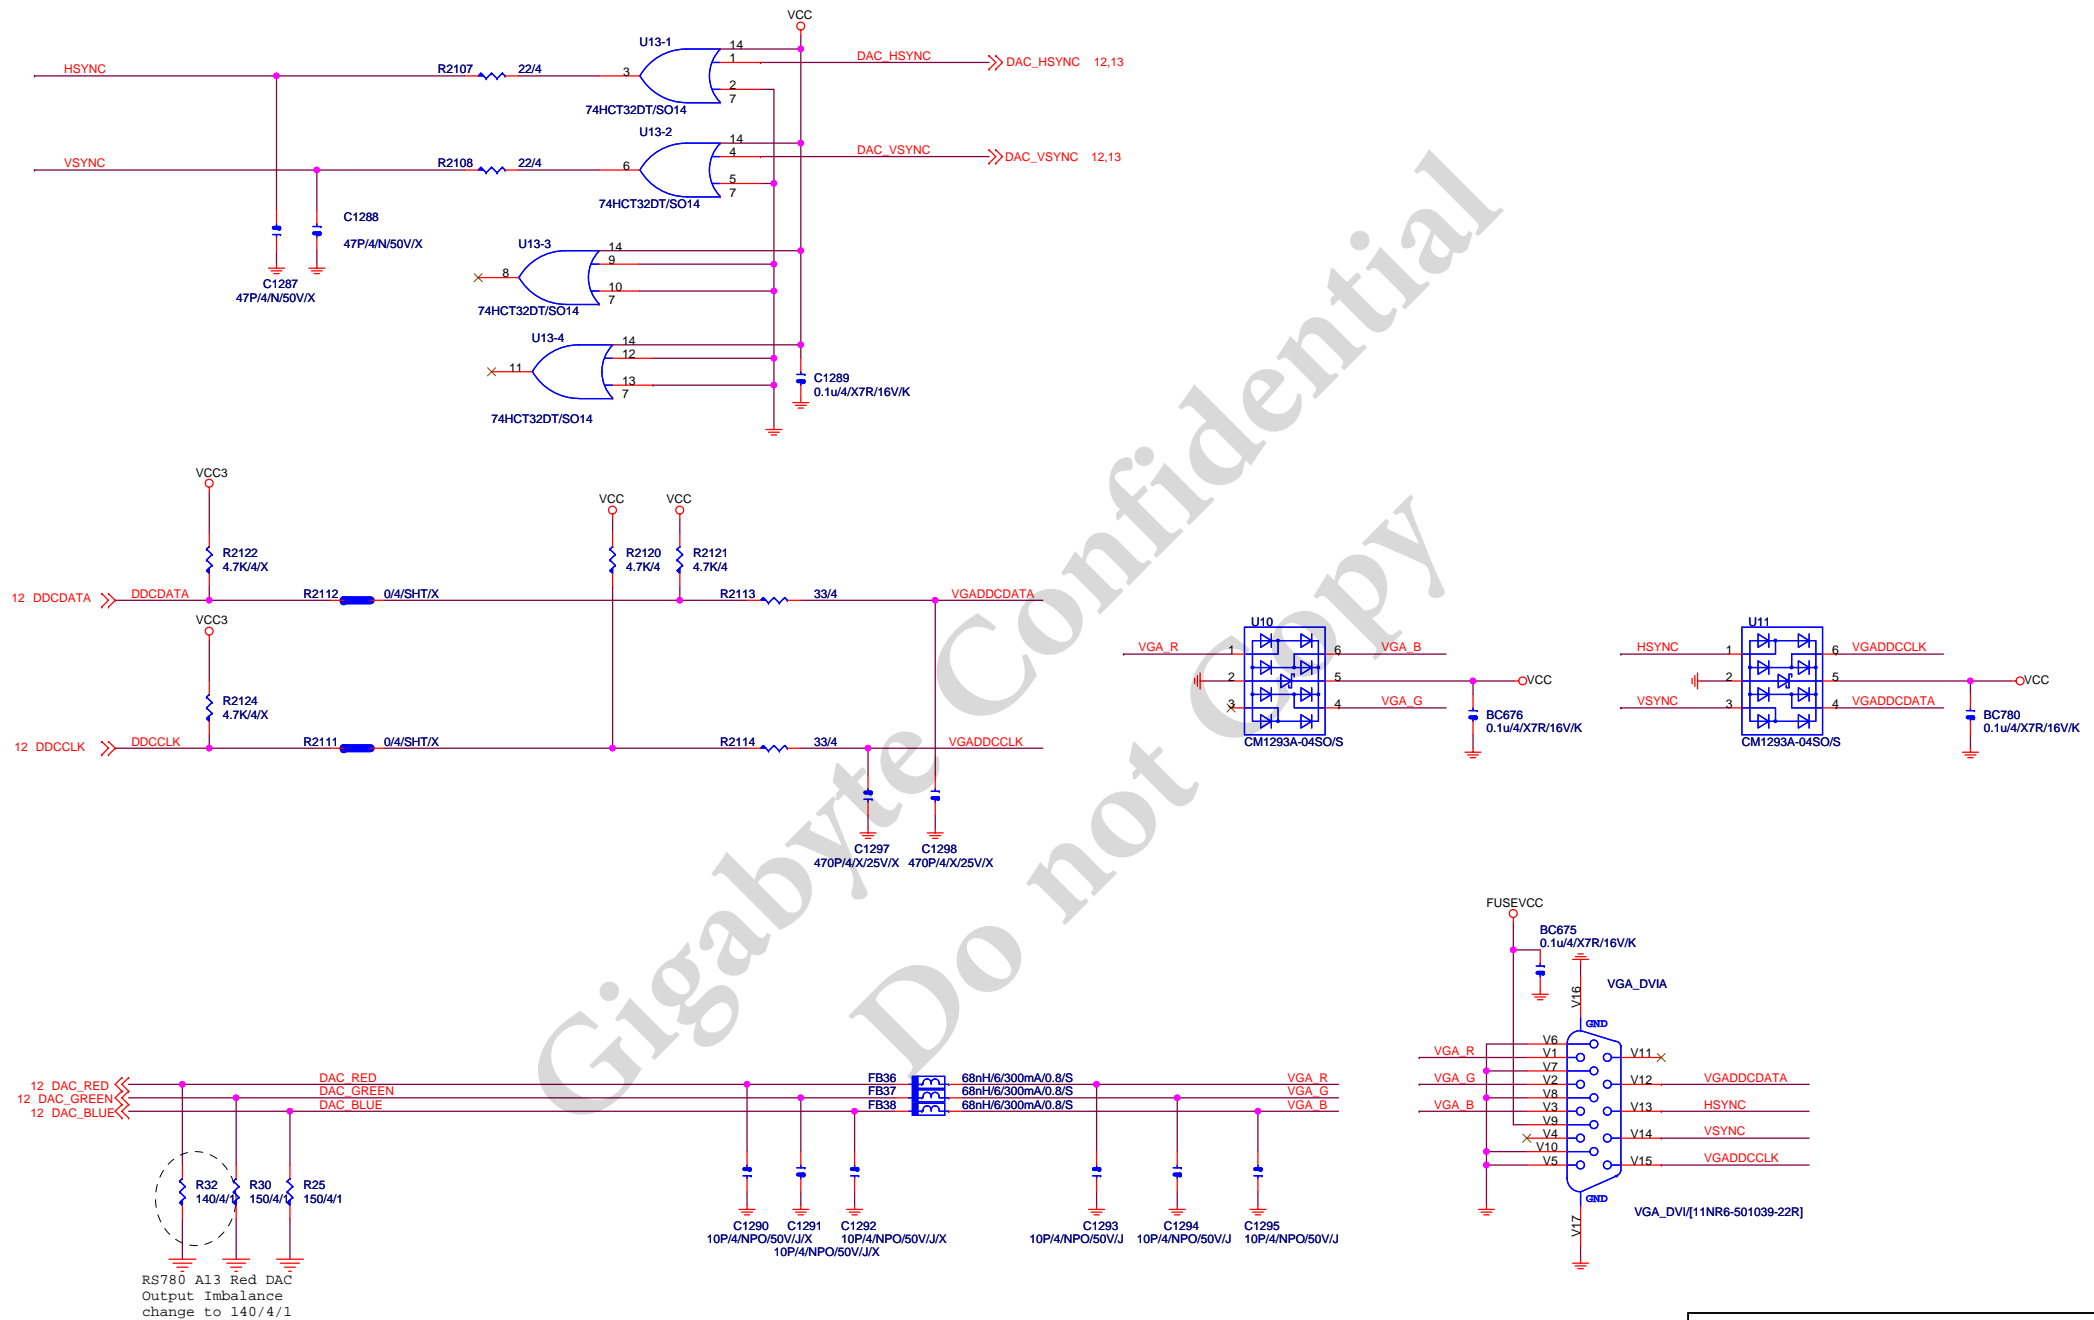 VCC
U13-1
14
1
2
7
3
HSYNC
R2107
22/4
74HCT32DT/SO14
DAC_HSYNC
DAC_HSYNC 12,13
U13-2
14
4
5
7
6
VSYNC
R2108
22/4
74HCT32DT/SO14
DAC_VSYNC
DAC_VSYNC 12,13
C1288
47P/4/N/50V/X
C1287
47P/4/N/50V/X
U13-3
14
9
10
7
8
74HCT32DT/SO14
U13-4
14
12
13
7
11
74HCT32DT/SO14
C1289
0.1u/4/X7R/16V/K
VCC3
R2122
4.7K/4/X
VCC
R2120
4.7K/4
VCC
R2121
4.7K/4
12 DDCDATA
DDCDATA
R2112
0/4/SHT/X
R2113
33/4
VGADDCDATA
VCC3
R2124
4.7K/4/X
12 DDCCLK
DDCCLK
R2111
0/4/SHT/X
R2114
33/4
VGADDCCLK
C1297
470P/4/X/25V/X
C1298
470P/4/X/25V/X
U10
VGA_R
1
2
3
6
5
4
VGA_B
VCC
VGA_G
CM1293A-04SO/S
BC676
0.1u/4/X7R/16V/K
U11
HSYNC
VSYNC
1
2
3
6
5
4
VGADDCCLK
VCC
VGADDCDATA
CM1293A-04SO/S
BC780
0.1u/4/X7R/16V/K
Gigabyte Confidential
Do not Copy
12 DAC_RED
12 DAC_GREEN
12 DAC_BLUE
DAC_RED
DAC_GREEN
DAC_BLUE
FB36
FB37
FB38
68nH/6/300mA/0.8/S
68nH/6/300mA/0.8/S
68nH/6/300mA/0.8/S
VGA_R
VGA_G
VGA_B
R32
140/4/1
R30
150/4/1
R25
150/4/1
RS780 A13 Red DAC
Output Imbalance
change to 140/4/1
C1290
10P/4/NPO/50V/J/X
C1291
10P/4/NPO/50V/J/X
C1292
10P/4/NPO/50V/J/X
C1293
10P/4/NPO/50V/J
C1294
10P/4/NPO/50V/J
C1295
10P/4/NPO/50V/J
FUSEVCC
BC675
0.1u/4/X7R/16V/K
VGA_DVIA
V16
GND
VGA_R
VGA_G
VGA_B
V6
V1
V7
V2
V8
V3
V9
V4
V10
V5
V11
V12
V13
V14
V15
VGADDCDATA
HSYNC
VSYNC
VGADDCCLK
GND
V17
VGA_DVI/[11NR6-501039-22R]